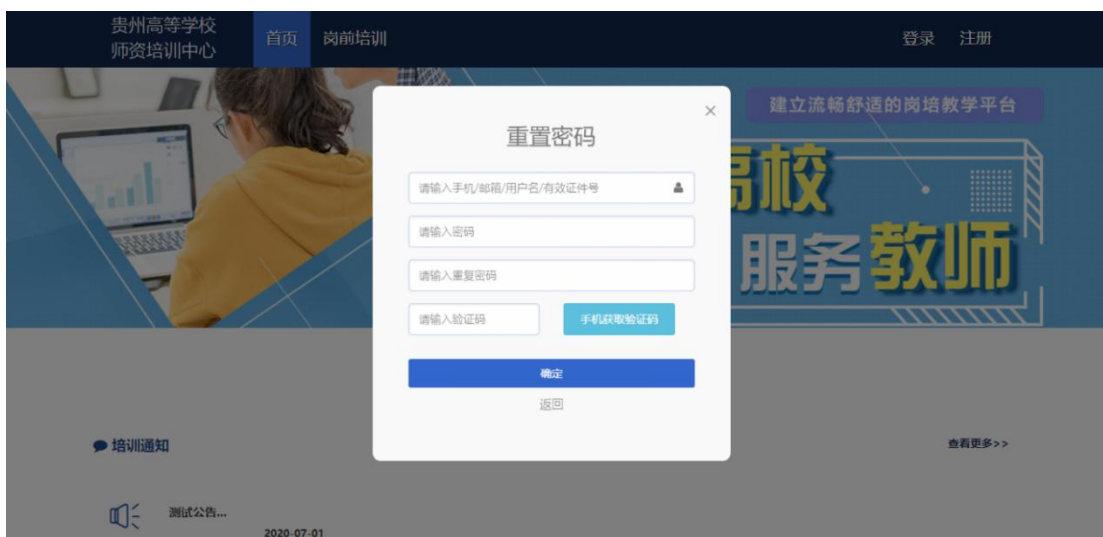 贵州高等学校
师资培训中心
首页 岗前培训
登录 注册
建立流畅舒适的岗培教学平台
高校
服务教师
×
重置密码
请输入手机/邮箱/用户名/有效证件号
请输入密码
请输入重复密码
请输入验证码 手机获取验证码
确定
返回
培训通知 查看更多>>
测试公告...
2020-07-01